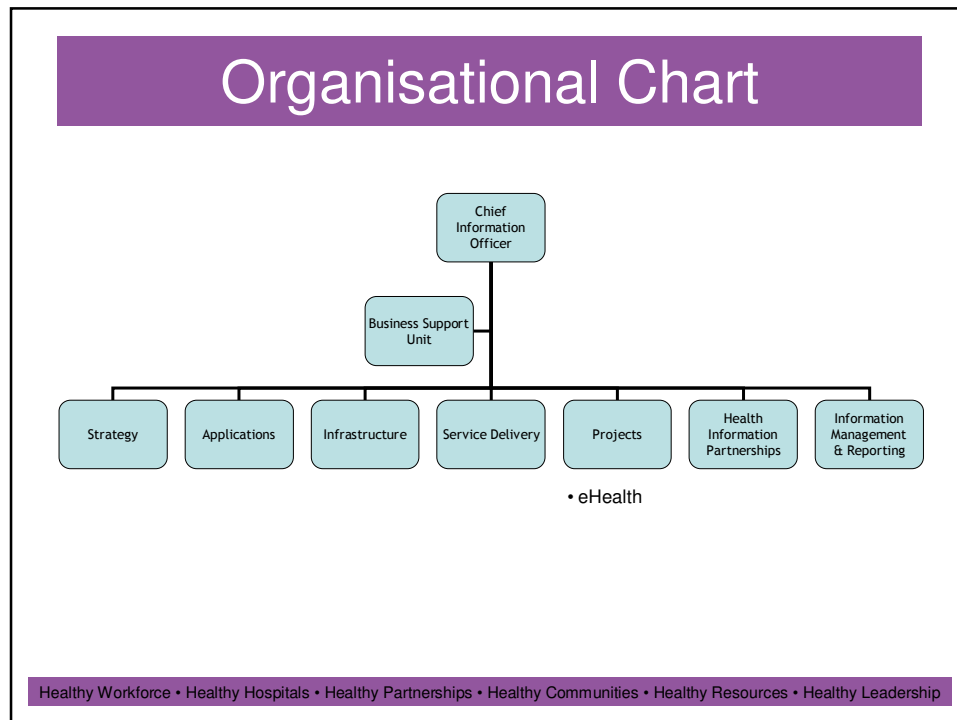 Organisational Chart
Chief
Information
Officer
Business Support
Unit
Strategy
Applications
Infrastructure
Service Delivery
Projects
Health
Information
Partnerships
Information
Management
& Reporting
• eHealth
Healthy Workforce • Healthy Hospitals • Healthy Partnerships • Healthy Communities • Healthy Resources • Healthy Leadership